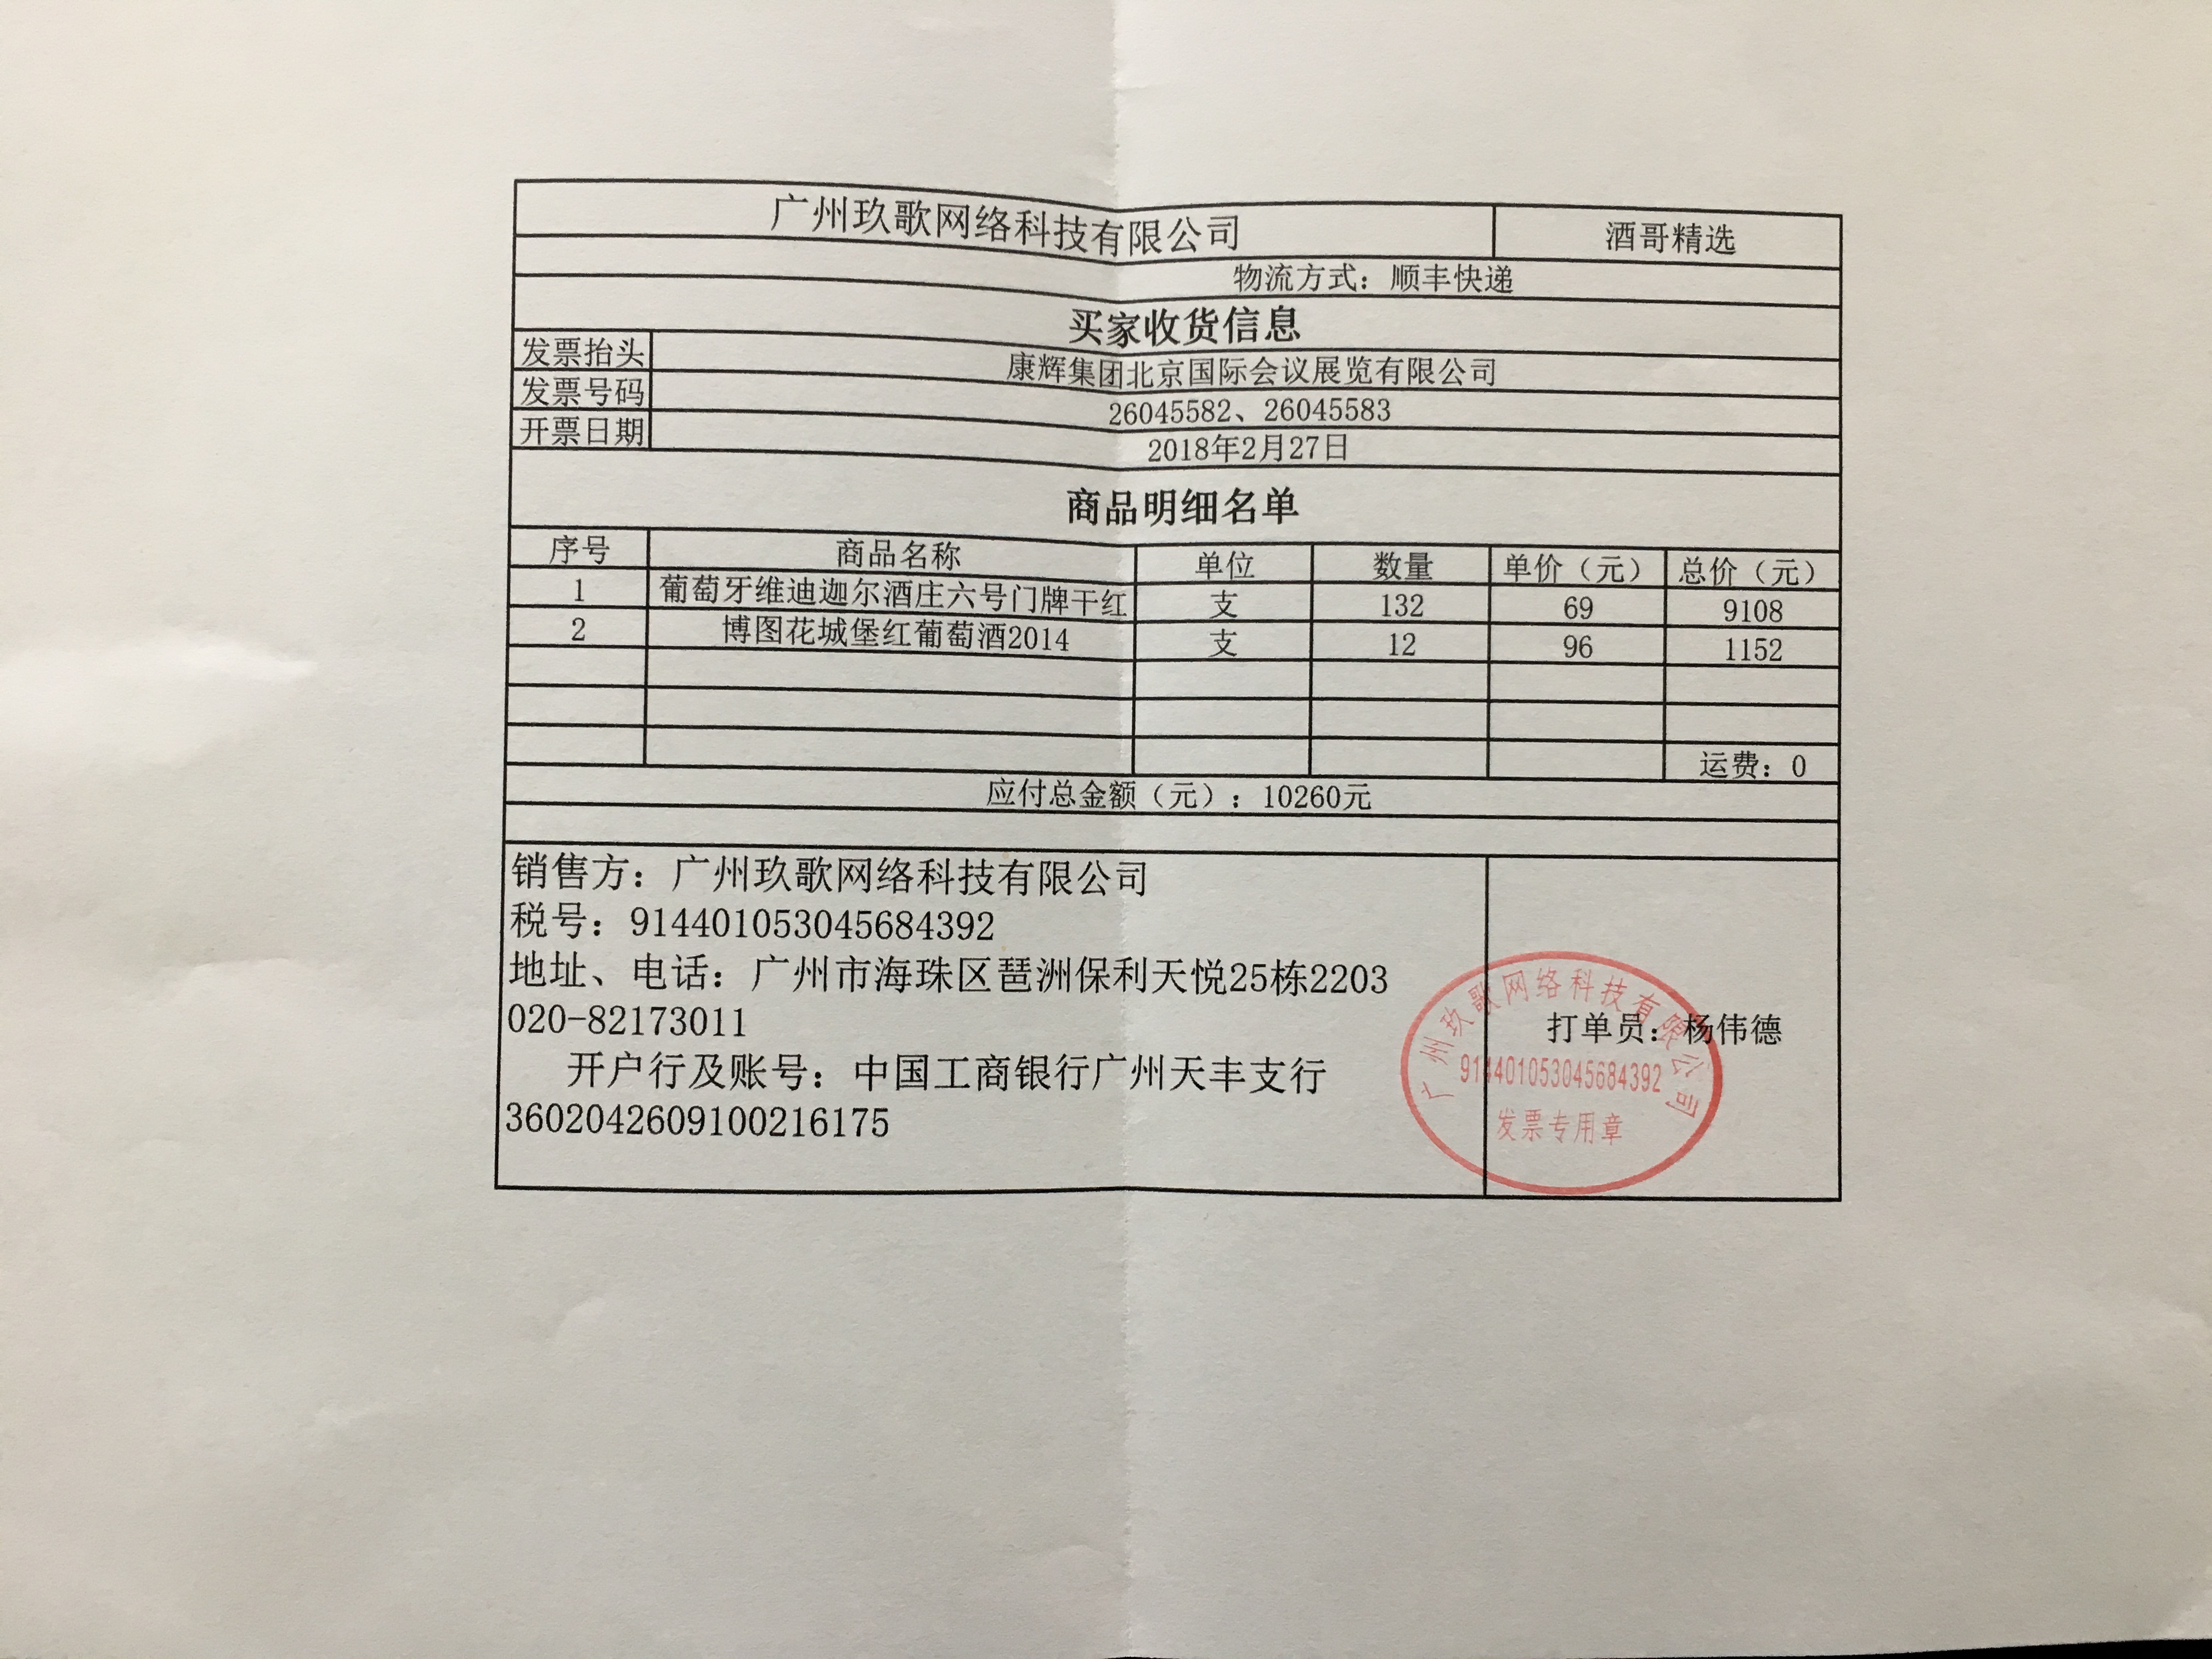 广州玖歌网络科技有限公司 酒哥精选
物流方式：顺丰快递
买家收货信息
发票抬头 康辉集团北京国际会议展览有限公司
发票号码 26045582、26045583
开票日期 2018年2月27日
商品明细名单
序号 商品名称 单位 数量 单价（元） 总价（元）
1 葡萄牙维迪迦尔酒庄六号门牌干红 支 132 69 9108
2 博图花城堡红葡萄酒2014 支 12 96 1152
运费：0
应付总金额（元）：10260元
销售方：广州玖歌网络科技有限公司
税号：914401053045684392
地址、电话：广州市海珠区琶洲保利天悦25栋2203
020-82173011
开户行及账号：中国工商银行广州天丰支行
3602042609100216175
打单员：杨伟德
广州玖歌网络科技有限公司
914401053045684392
发票专用章